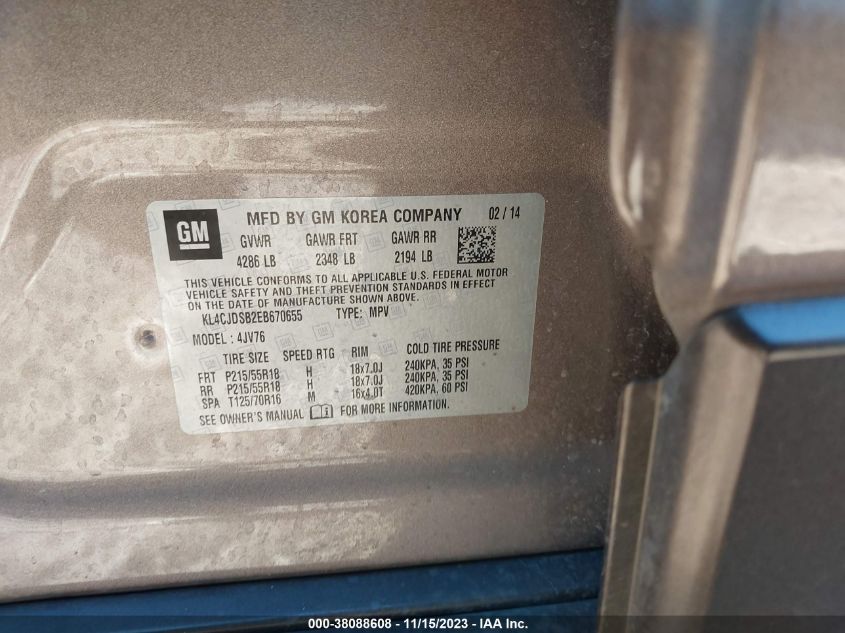 GM
MFD BY GM KOREA COMPANY 02 / 14
GVWR GAWR FRT GAWR RR
4286 LB 2348 LB 2194 LB
THIS VEHICLE CONFORMS TO ALL APPLICABLE U.S. FEDERAL MOTOR
VEHICLE SAFETY AND THEFT PREVENTION STANDARDS IN EFFECT
ON THE DATE OF MANUFACTURE SHOWN ABOVE.
KL4CJDSB2EB670655 TYPE: MPV
MODEL : 4JV76
TIRE SIZE SPEED RTG RIM COLD TIRE PRESSURE
FRT P215/55R18 H 18x7.0J 240KPA, 35 PSI
RR P215/55R18 H 18x7.0J 240KPA, 35 PSI
SPA T125/70R16 M 16x4.0T 420KPA, 60 PSI
SEE OWNER'S MANUAL FOR MORE INFORMATION.
000-38088608 - 11/15/2023 - IAA Inc.